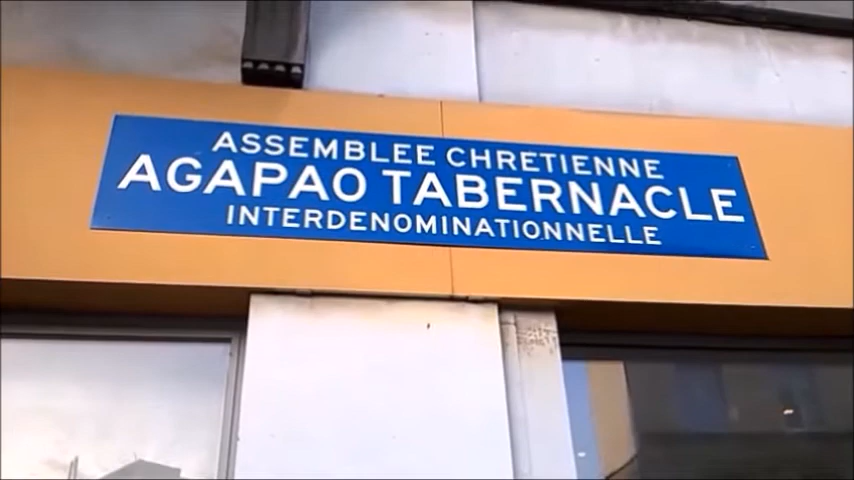 ASSEMBLEE CHRETIENNE
AGAPAO TABERNACLE
INTERDENOMINATIONNELLE